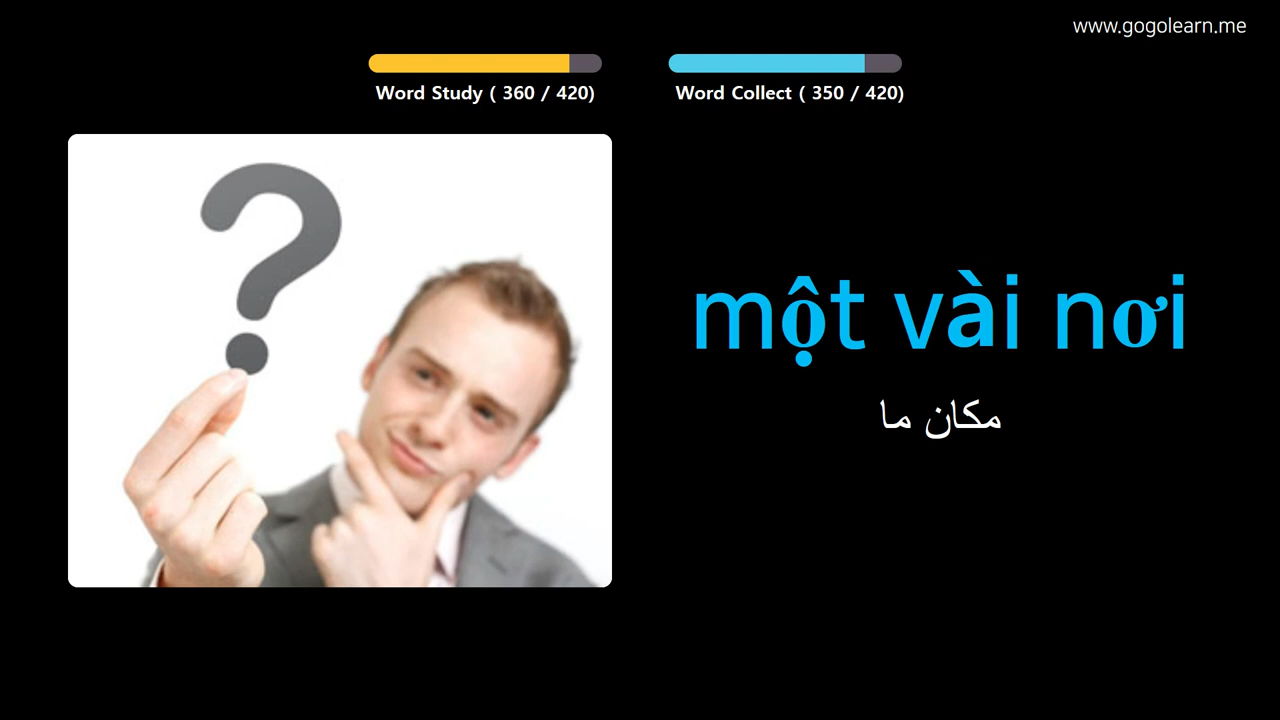 www.gogolearn.me
Word Study ( 360 / 420)
Word Collect ( 350 / 420)
một vài nơi
مكان ما